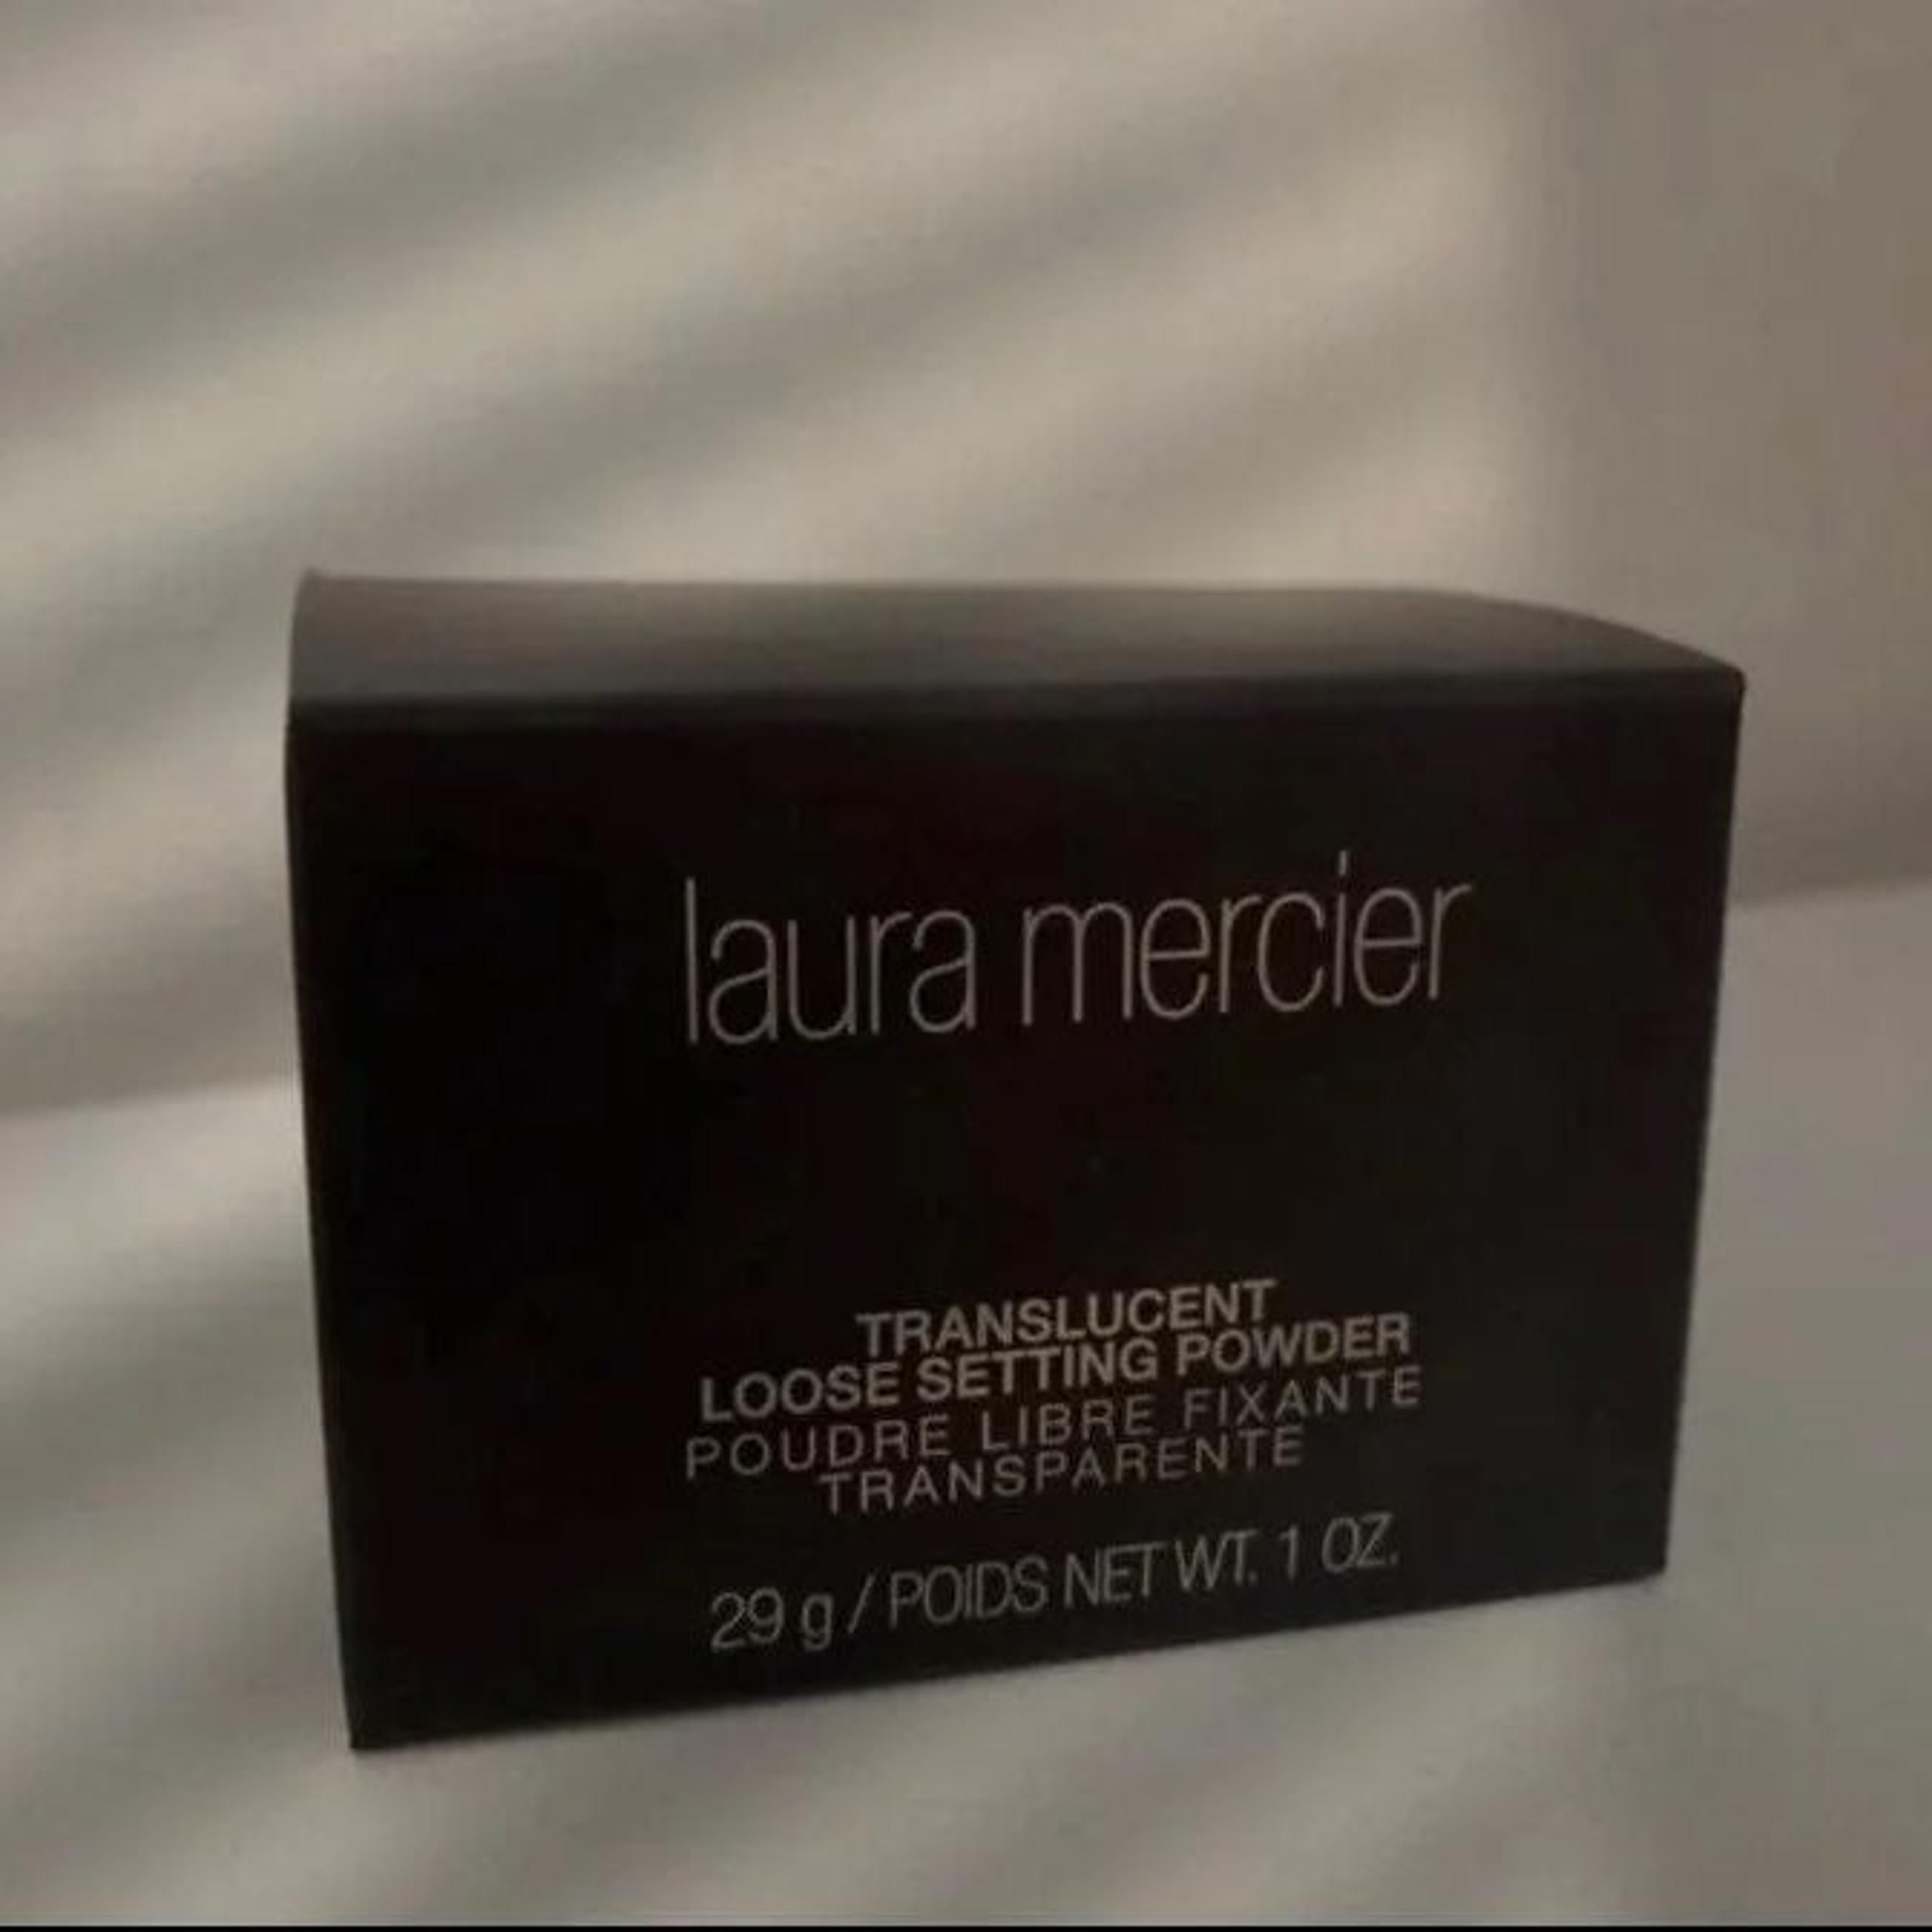 laura mercier
TRANSLUCENT
LOOSE SETTING POWDER
POUDRE LIBRE FIXANTE
TRANSPARENTE
29 g / POIDS NET WT. 1 OZ.